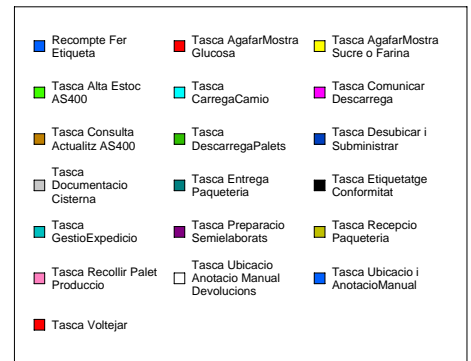 Recompte Fer
Etiqueta
Tasca AgafarMostra
Glucosa
Tasca AgafarMostra
Sucre o Farina
Tasca Alta Estoc
AS400
Tasca
CarregaCamio
Tasca Comunicar
Descarrega
Tasca Consulta
Actualitz AS400
Tasca
DescarregaPalets
Tasca Desubicar i
Subministrar
Tasca
Documentacio
Cisterna
Tasca Entrega
Paqueteria
Tasca Etiquetatge
Conformitat
Tasca
GestioExpedicio
Tasca Preparacio
Semielaborats
Tasca Recepcio
Paqueteria
Tasca Recollir Palet
Produccio
Tasca Ubicacio
Anotacio Manual
Devolucions
Tasca Ubicacio i
AnotacioManual
Tasca Voltejar